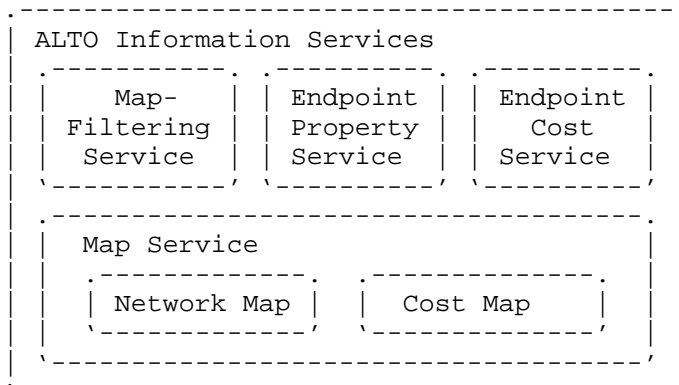 ALTO Information Services
Map- Endpoint Endpoint
Filtering Property Cost
Service Service Service
Map Service
Network Map Cost Map